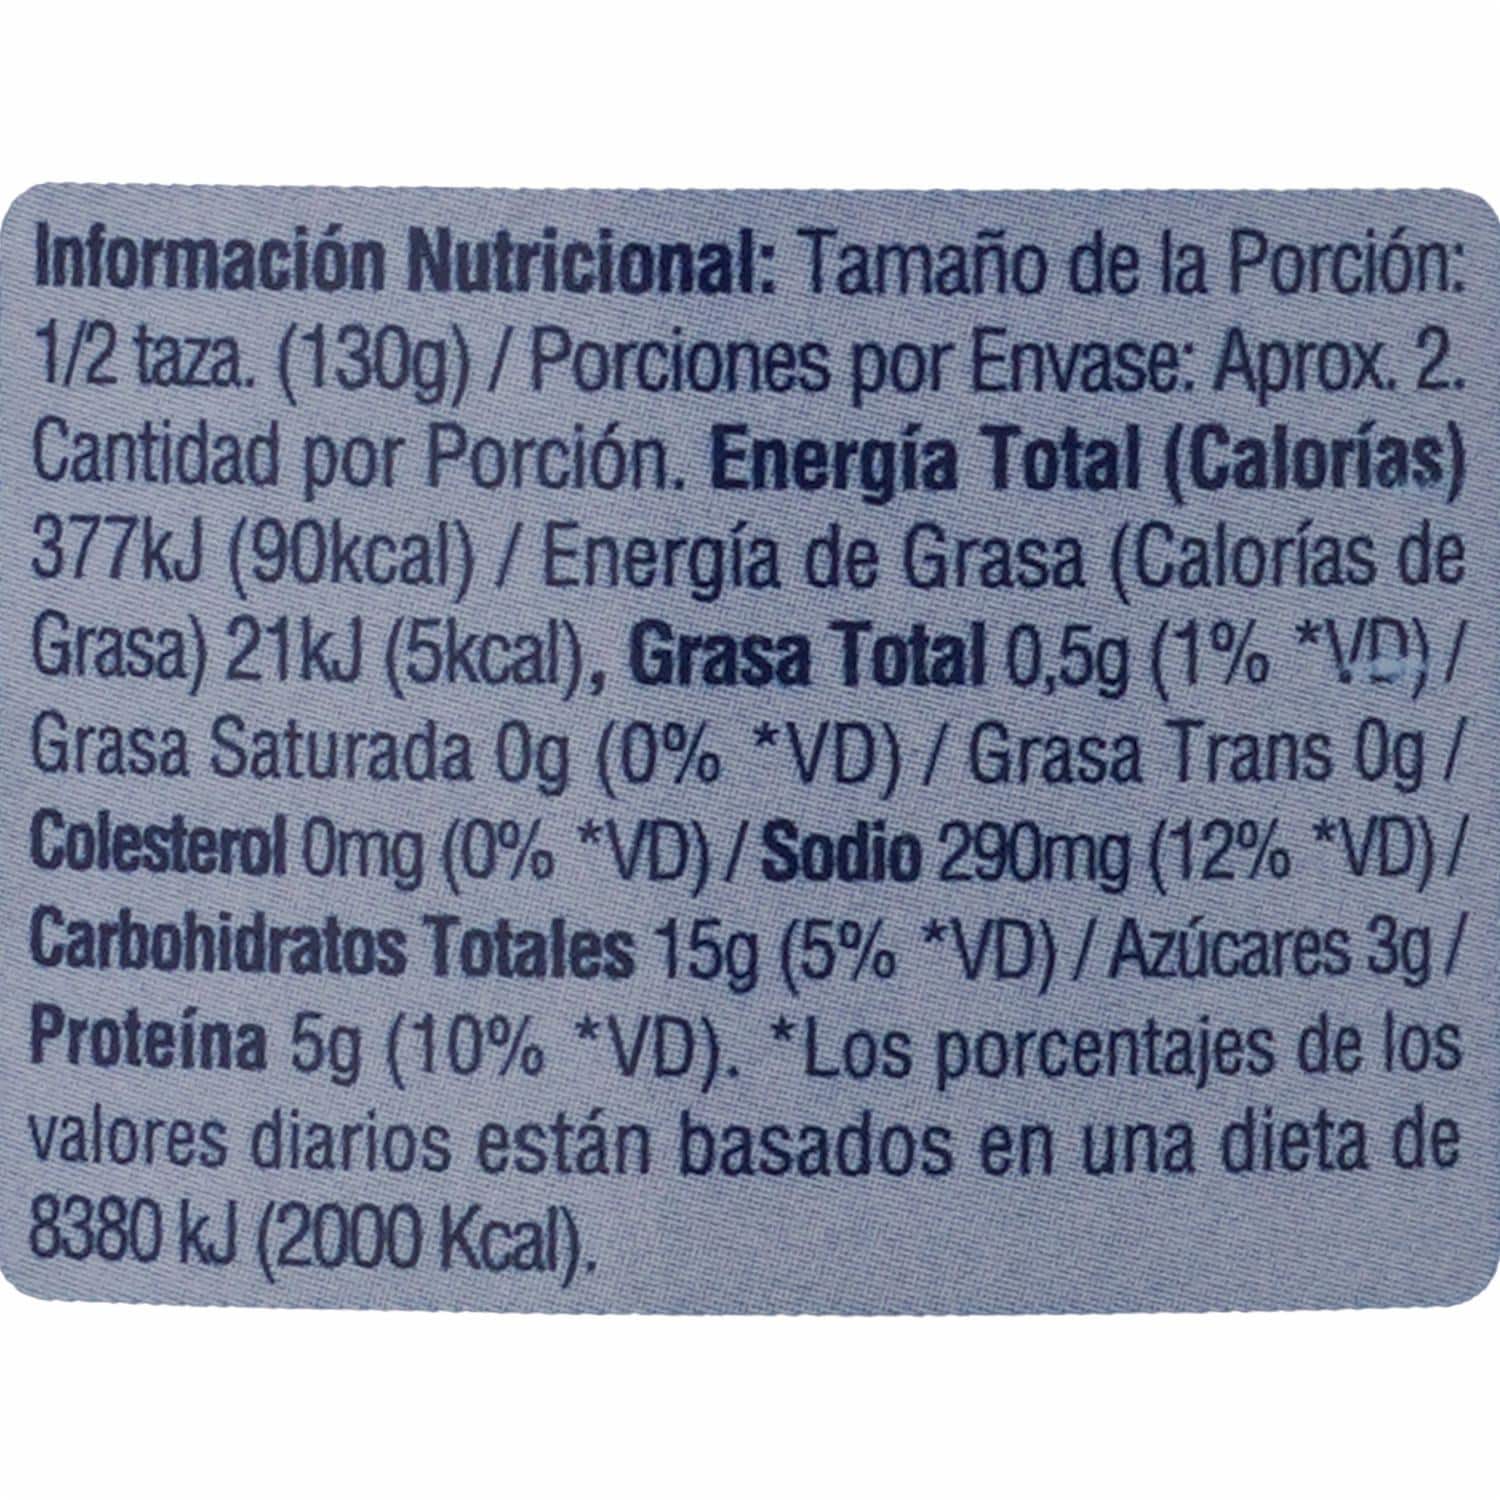 Información Nutricional: Tamaño de la Porción:
1/2 taza. (130g) / Porciones por Envase: Aprox. 2.
Cantidad por Porción. Energía Total (Calorías)
377kJ (90kcal) / Energía de Grasa (Calorías de
Grasa) 21kJ (5kcal), Grasa Total 0,5g (1% *VD) /
Grasa Saturada 0g (0% *VD) / Grasa Trans 0g /
Colesterol 0mg (0% *VD) / Sodio 290mg (12% *VD) /
Carbohidratos Totales 15g (5% *VD) / Azúcares 3g /
Proteína 5g (10% *VD). *Los porcentajes de los
valores diarios están basados en una dieta de
8380 kJ (2000 Kcal).